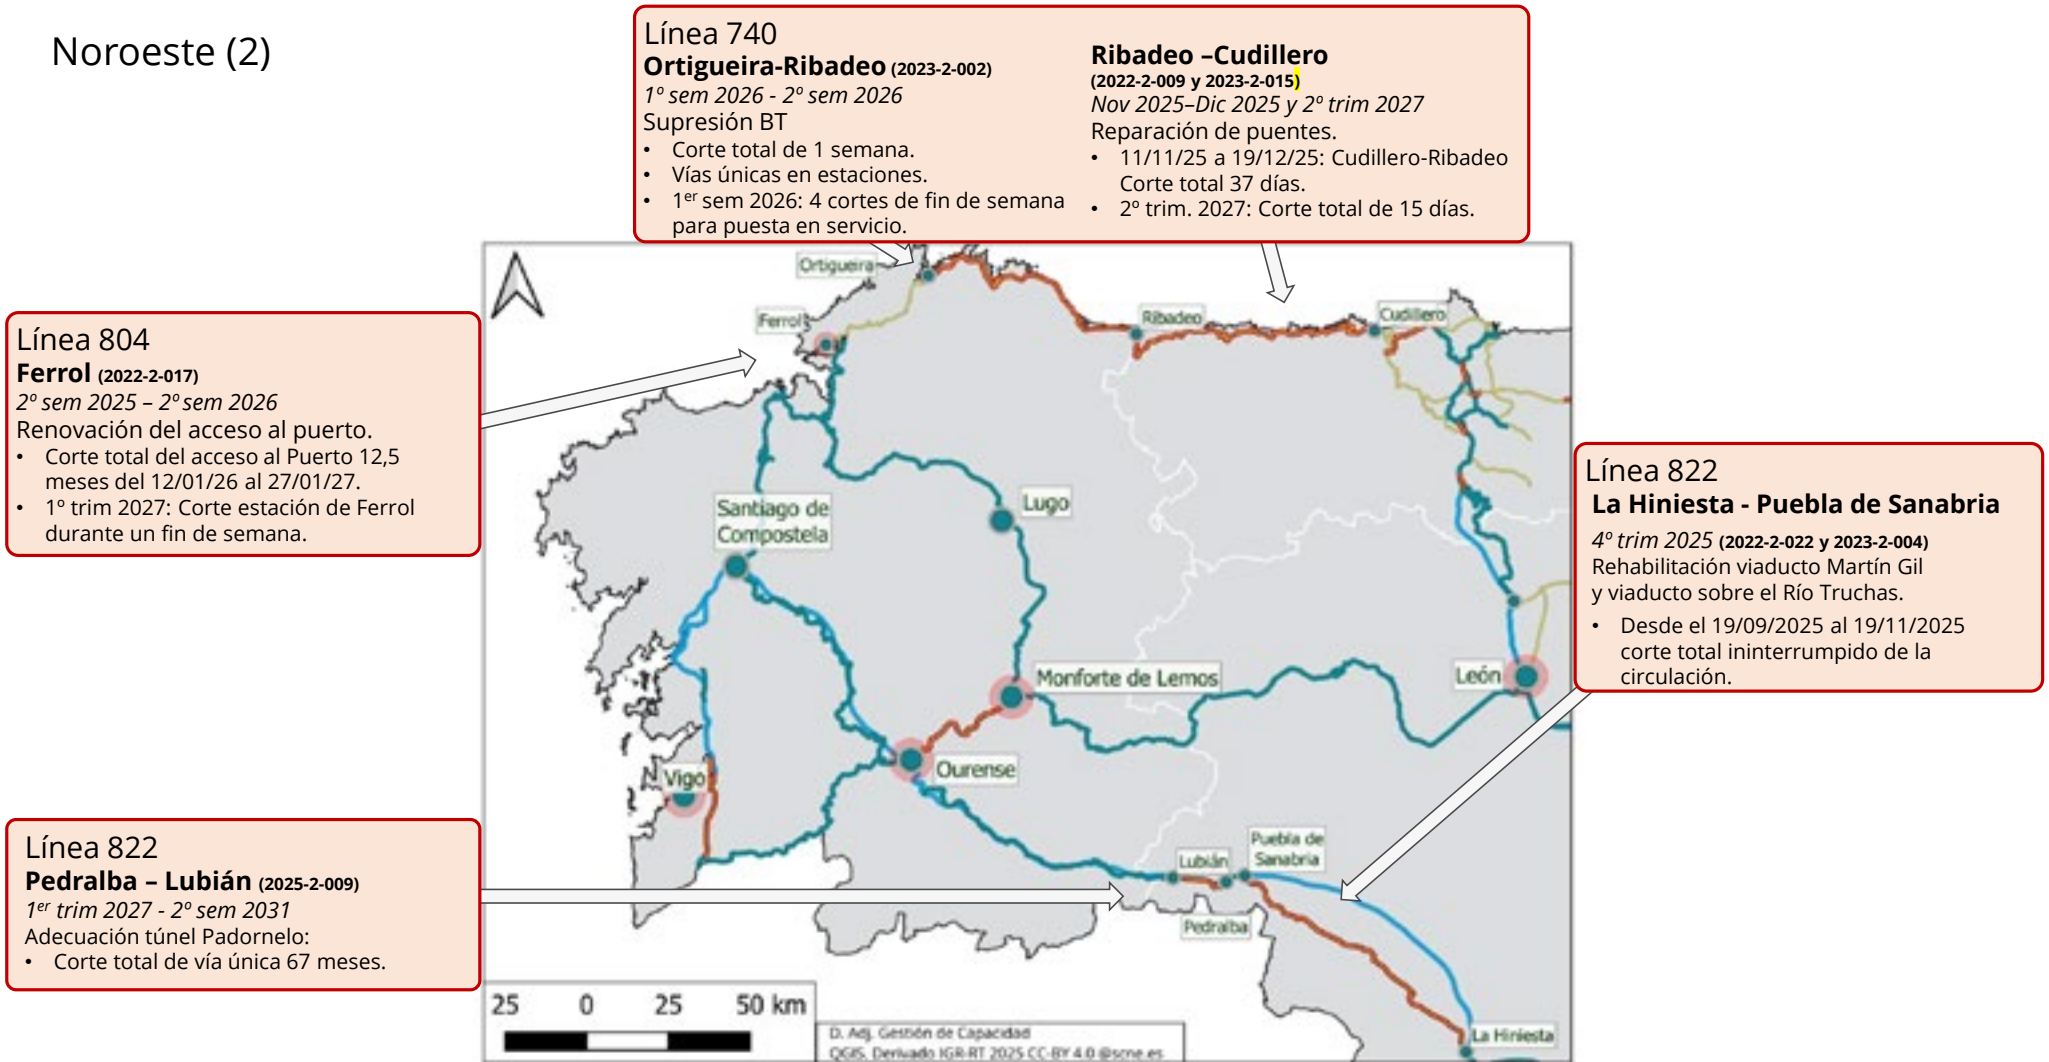 Noroeste (2)
Línea 740
Ortigueira-Ribadeo (2023-2-002)
1º sem 2026 - 2º sem 2026
Supresión BT
• Corte total de 1 semana.
• Vías únicas en estaciones.
• 1er sem 2026: 4 cortes de fin de semana
para puesta en servicio.
Ribadeo –Cudillero
(2022-2-009 y 2023-2-015)
Nov 2025–Dic 2025 y 2º trim 2027
Reparación de puentes.
• 11/11/25 a 19/12/25: Cudillero-Ribadeo
Corte total 37 días.
• 2º trim. 2027: Corte total de 15 días.
Línea 804
Ferrol (2022-2-017)
2º sem 2025 – 2º sem 2026
Renovación del acceso al puerto.
• Corte total del acceso al Puerto 12,5
meses del 12/01/26 al 27/01/27.
• 1º trim 2027: Corte estación de Ferrol
durante un fin de semana.
Línea 822
La Hiniesta - Puebla de Sanabria
4º trim 2025 (2022-2-022 y 2023-2-004)
Rehabilitación viaducto Martín Gil
y viaducto sobre el Río Truchas.
• Desde el 19/09/2025 al 19/11/2025
corte total ininterrumpido de la
circulación.
Línea 822
Pedralba – Lubián (2025-2-009)
1er trim 2027 - 2º sem 2031
Adecuación túnel Padornelo:
• Corte total de vía única 67 meses.
Ortigueira
Ferrol
Ribadeo
Cudillero
Santiago de
Compostela
Lugo
Monforte de Lemos
León
Ourense
Vigo
Lubián
Puebla de
Sanabria
Pedralba
La Hiniesta
25 0 25 50 km
D. Adj. Gestión de Capacidad
QGIS. Derivado IGR-RT 2025 CC-BY 4.0 @scne.es